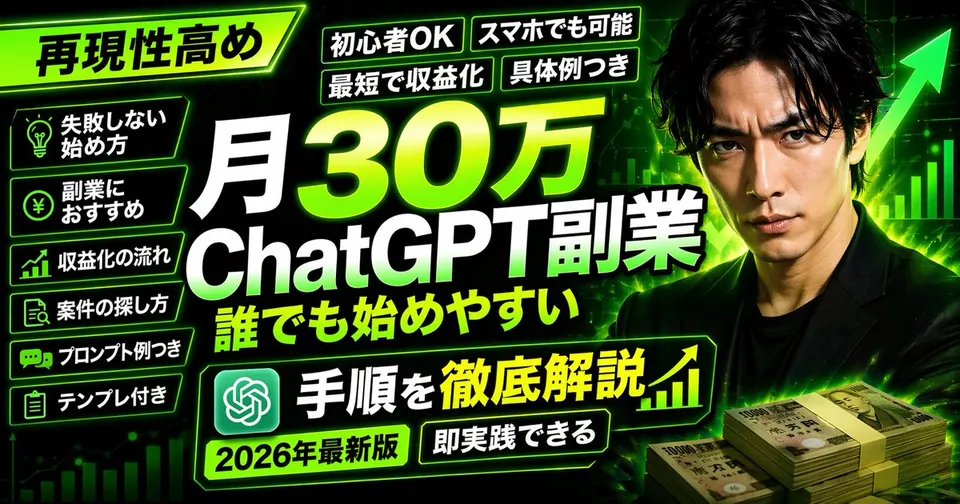 再現性高め
初心者OK
スマホでも可能
最短で収益化
具体例つき
失敗しない
始め方
副業に
おすすめ
収益化の流れ
案件の探し方
プロンプト例つき
テンプレ付き
月30万
ChatGPT副業
誰でも始めやすい
手順を徹底解説
2026年最新版
即実践できる